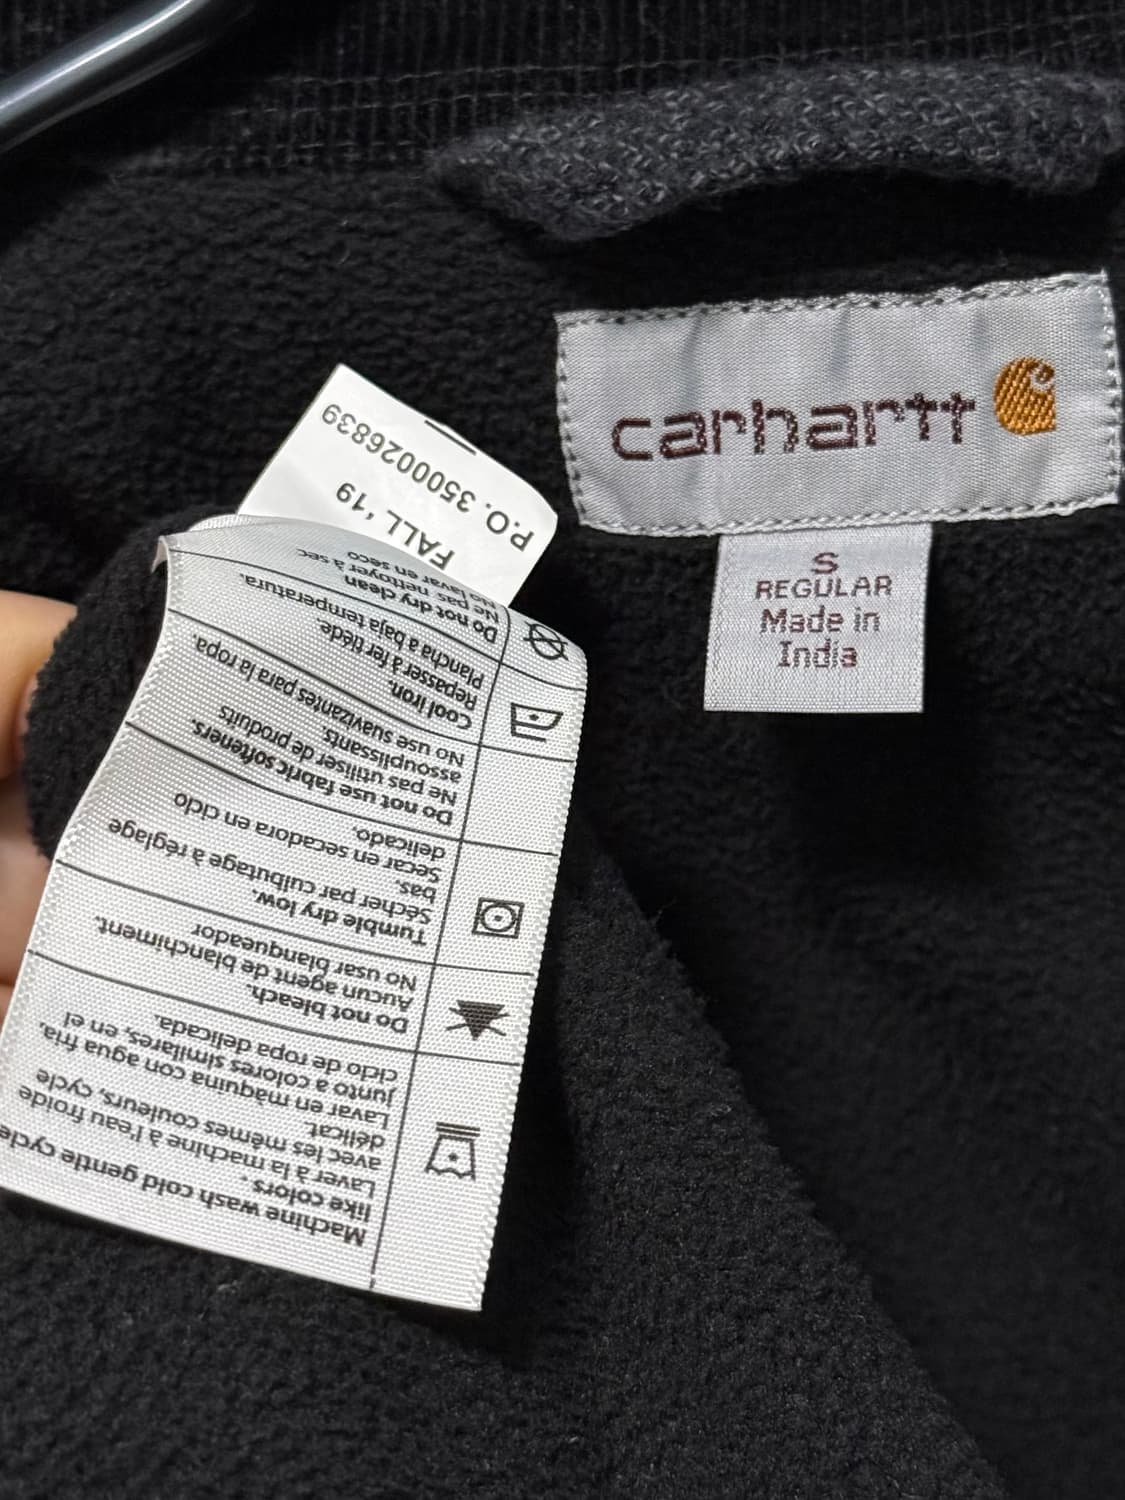 carhartt
S
REGULAR
Made in
India
Machine wash cold gentle cycle
like colors .
Laver à la machine à l'eau froide
avec les mêmes couleurs, cycle
délicat.
Lavar en màquina con agua fria,
junto a colores similares, en el
ciclo de ropa delicada.
Do not bleach.
Aucun agent de blanchiment.
No usar blanqueador
Tumble dry low.
Sécher par culbutage à réglage
bas.
Secar en secadora en ciclo
delicado.
Do not use fabric softeners.
Ne pas utiliser de produits
assouplissants.
No use suavizantes para la ropa.
Cool iron.
Repasser à fer tiède.
Plancha a baja temperatura.
Do not dry clean
Ne pas nettoyer à sec
No lavar en seco
FALL '19
P.O. 3500026839